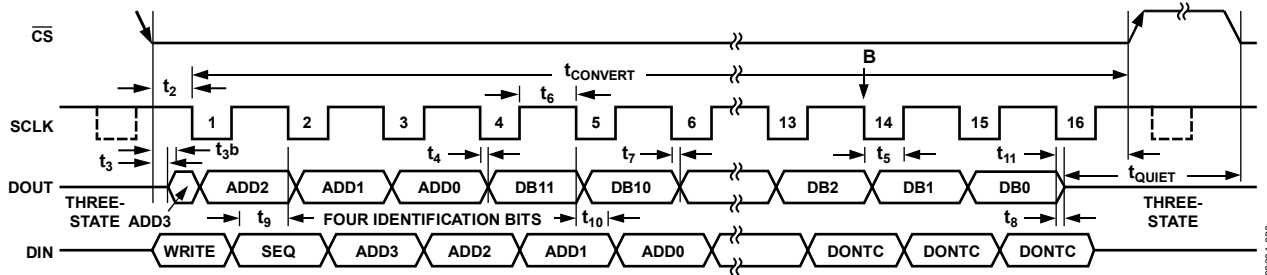 CS
B
tCONVERT
t2
t6
SCLK
1 2 3 4 5 6 13 14 15 16
t3b
t3
t4
t7
t5
t11
DOUT
ADD2 ADD1 ADD0 DB11 DB10 DB2 DB1 DB0
tQUIET
THREE-
STATE ADD3
t9
FOUR IDENTIFICATION BITS
t10
t8
THREE-
STATE
DIN
WRITE SEQ ADD3 ADD2 ADD1 ADD0 DONTC DONTC DONTC